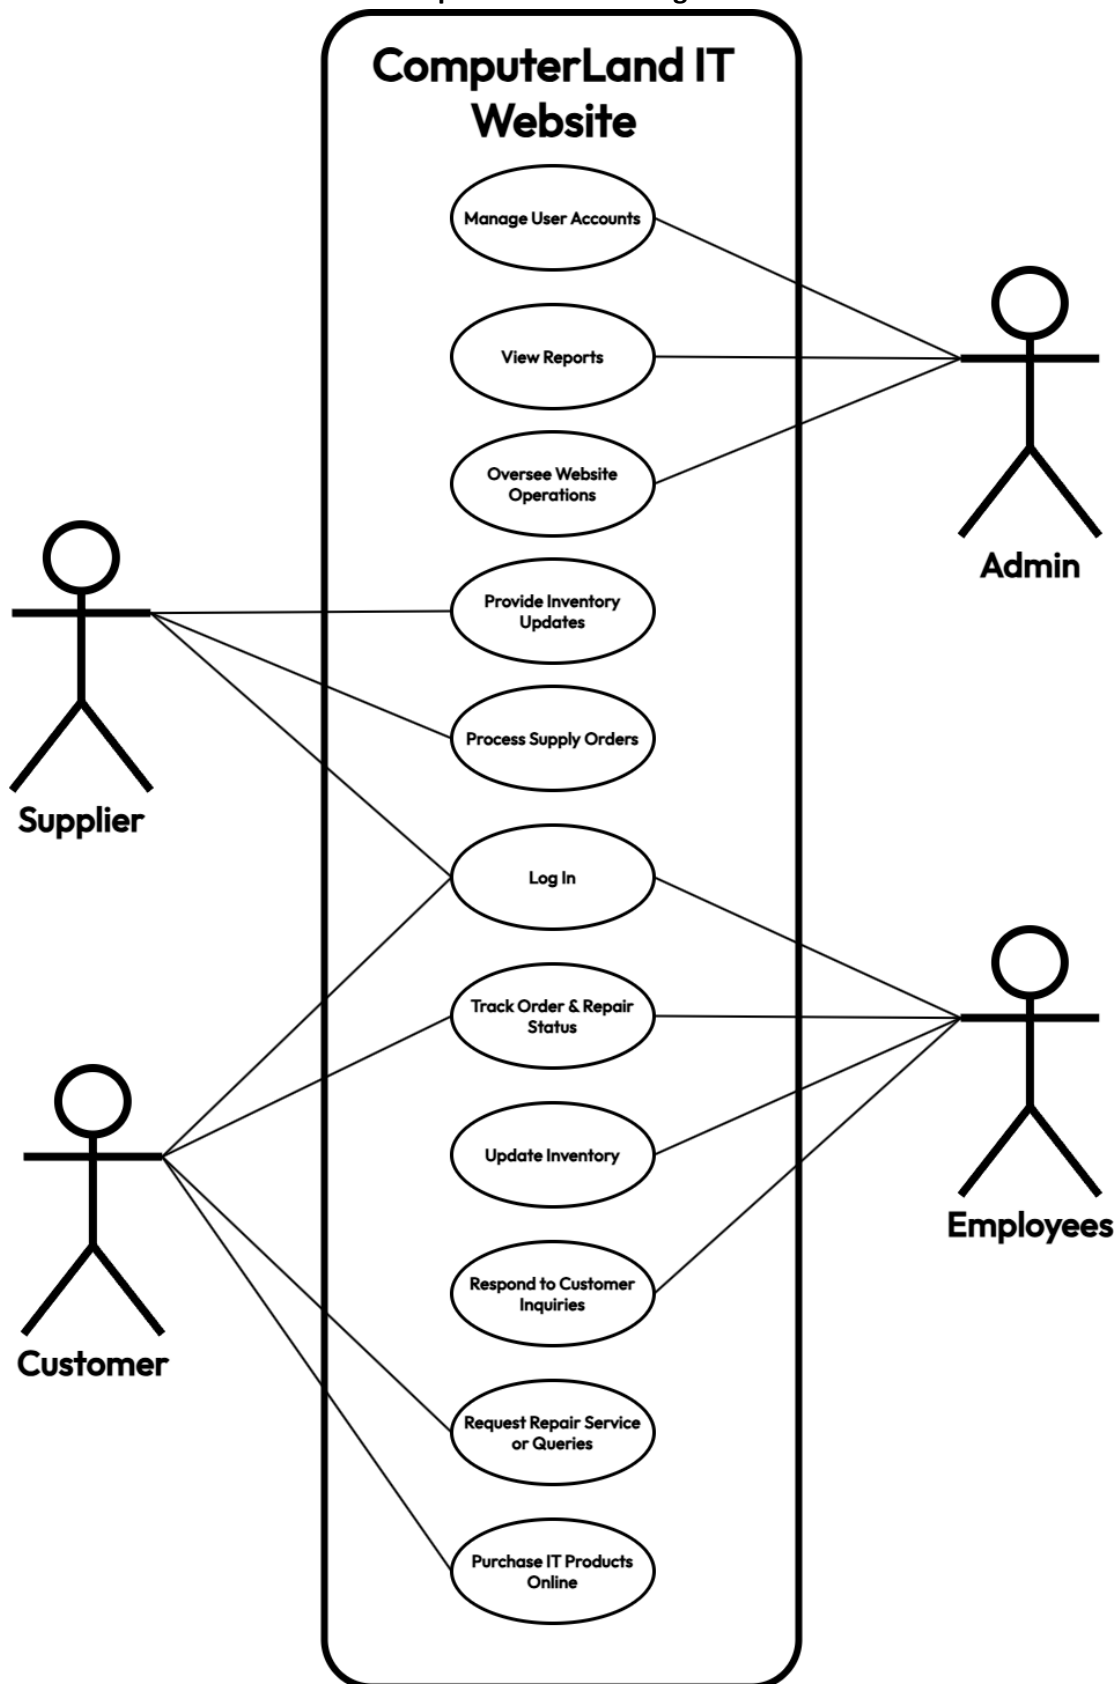 ComputerLand IT
Website
Manage User Accounts
View Reports
Oversee Website
Operations
Admin
Provide Inventory
Updates
Process Supply Orders
Supplier
Log In
Track Order & Repair
Status
Update Inventory
Employees
Respond to Customer
Inquiries
Customer
Request Repair Service
or Queries
Purchase IT Products
Online